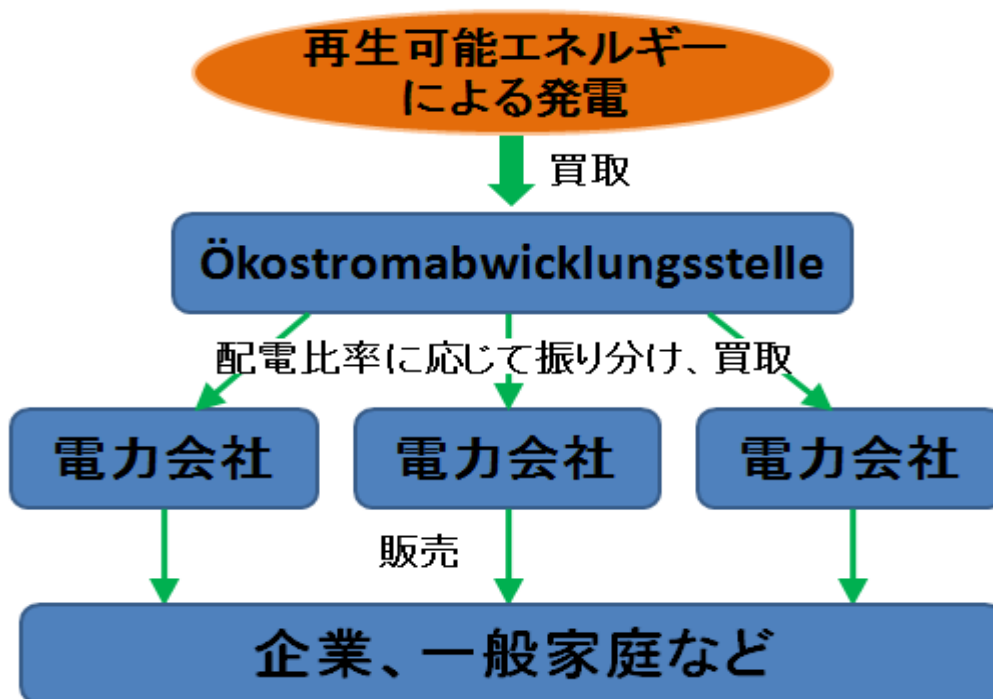 再生可能エネルギー
による発電
買取
Ökostromabwicklungsstelle
配電比率に応じて振り分け、買取
電力会社
電力会社
電力会社
販売
企業、一般家庭など